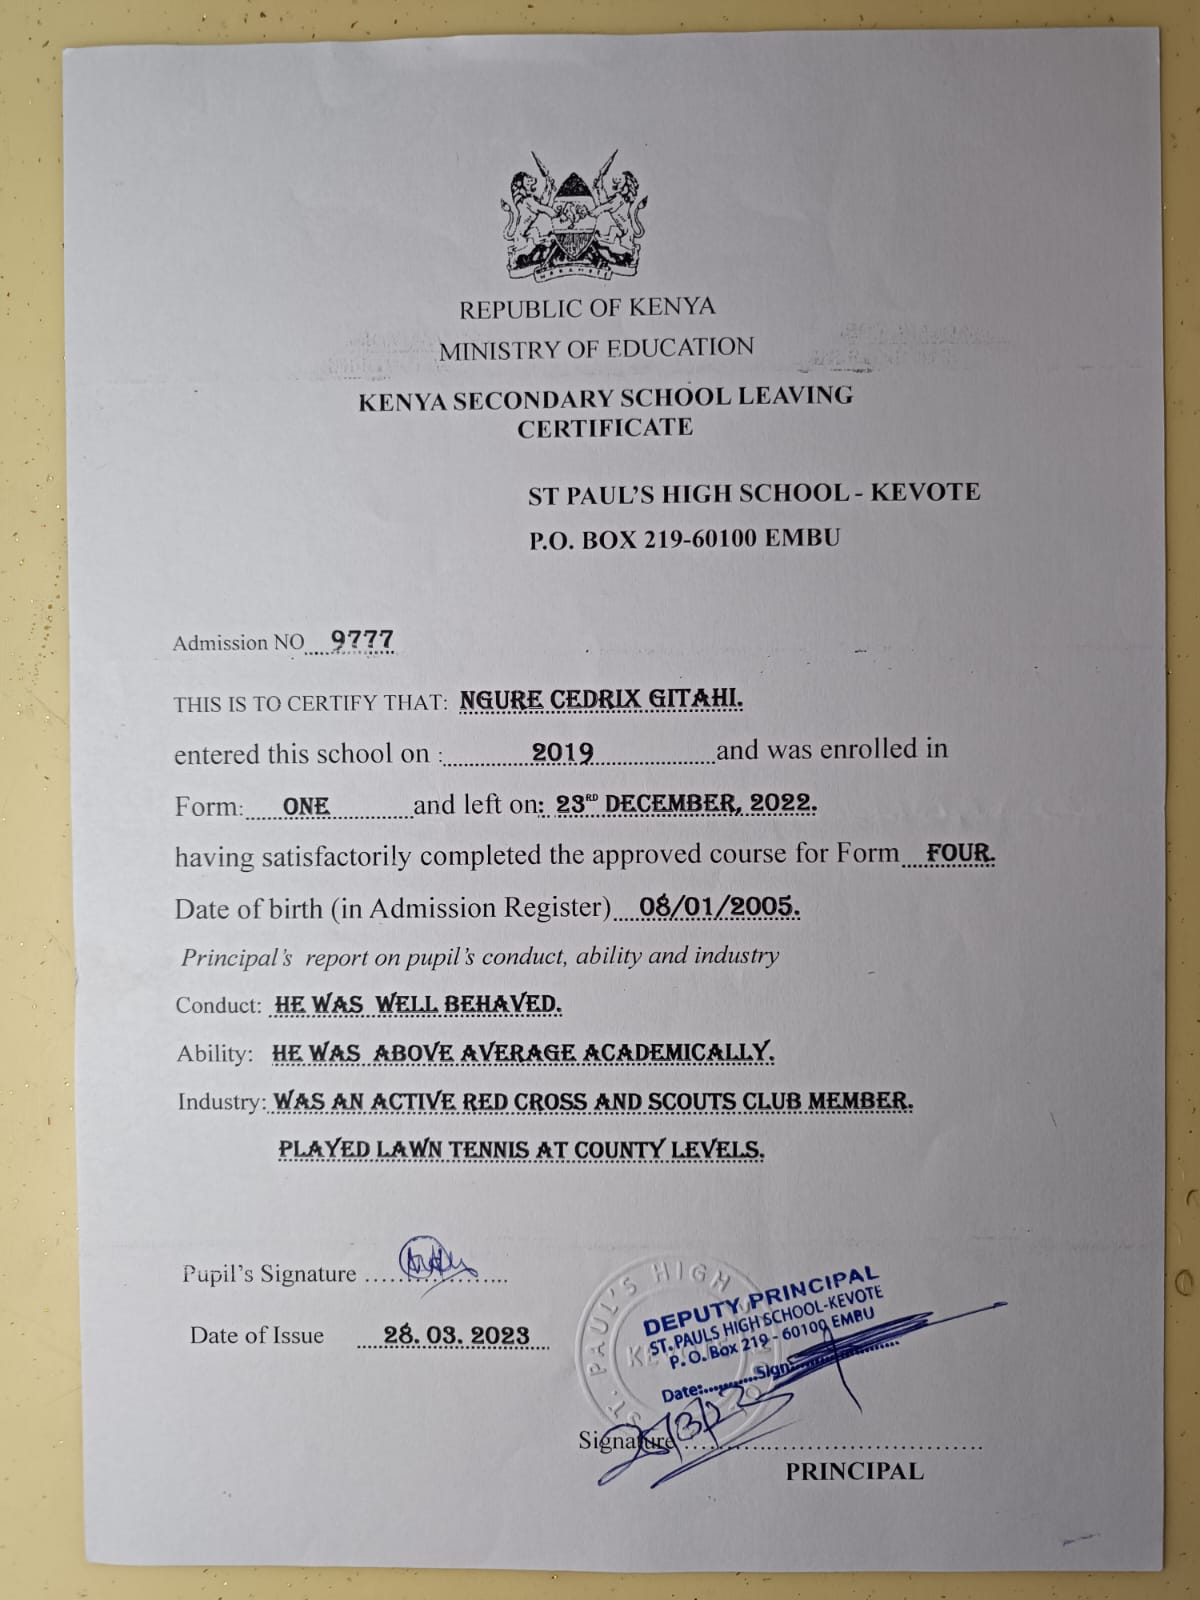 HARAMBEE
REPUBLIC OF KENYA
MINISTRY OF EDUCATION
KENYA SECONDARY SCHOOL LEAVING
CERTIFICATE
ST PAUL'S HIGH SCHOOL - KEVOTE
P.O. BOX 219-60100 EMBU
Admission NO 9777
THIS IS TO CERTIFY THAT: NGURE CEDRIX GITAHI.
entered this school on : 2019 and was enrolled in
Form: ONE and left on: 23RD DECEMBER, 2022.
having satisfactorily completed the approved course for Form FOUR.
Date of birth (in Admission Register) 08/01/2005.
Principal's report on pupil's conduct, ability and industry
Conduct: HE WAS WELL BEHAVED.
Ability: HE WAS ABOVE AVERAGE ACADEMICALLY.
Industry: WAS AN ACTIVE RED CROSS AND SCOUTS CLUB MEMBER.
PLAYED LAWN TENNIS AT COUNTY LEVELS.
Pupil's Signature
Date of Issue 28. 03. 2023
ST. PAUL'S HIGH
KEVOTE
DEPUTY PRINCIPAL
ST. PAULS HIGH SCHOOL-KEVOTE
P. O. Box 219 - 60100 EMBU
Date: Sign:
Signature
PRINCIPAL